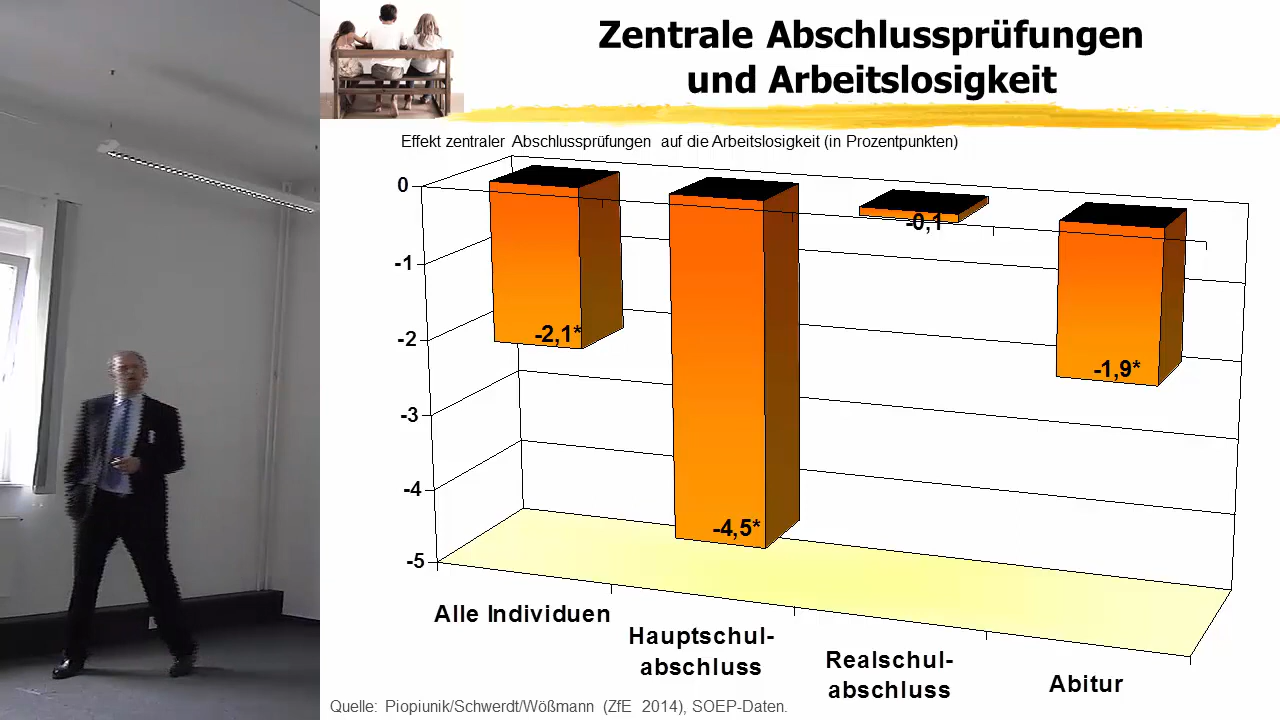 Zentrale Abschlussprüfungen
und Arbeitslosigkeit
Effekt zentraler Abschlussprüfungen auf die Arbeitslosigkeit (in Prozentpunkten)
0
-1
-2
-3
-4
-5
-2,1*
-4,5*
-0,1
-1,9*
Alle Individuen
Hauptschul-
abschluss
Realschul-
abschluss
Abitur
Quelle: Piopiunik/Schwerdt/Wößmann (ZfE 2014), SOEP-Daten.